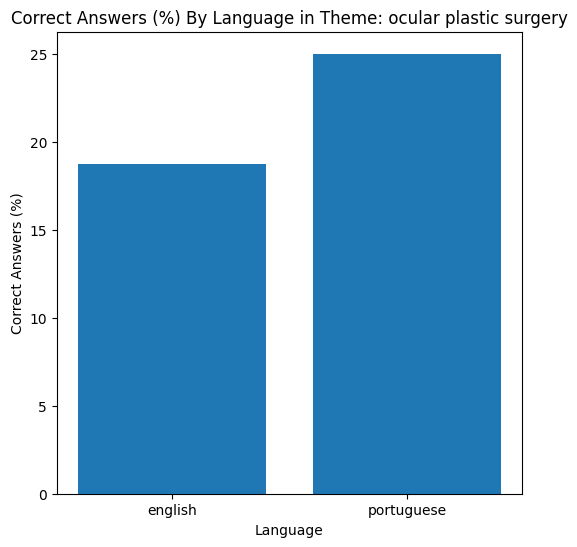 Correct Answers (%) By Language in Theme: ocular plastic surgery
25
20
15
10
5
0
Correct Answers (%)
english portuguese
Language